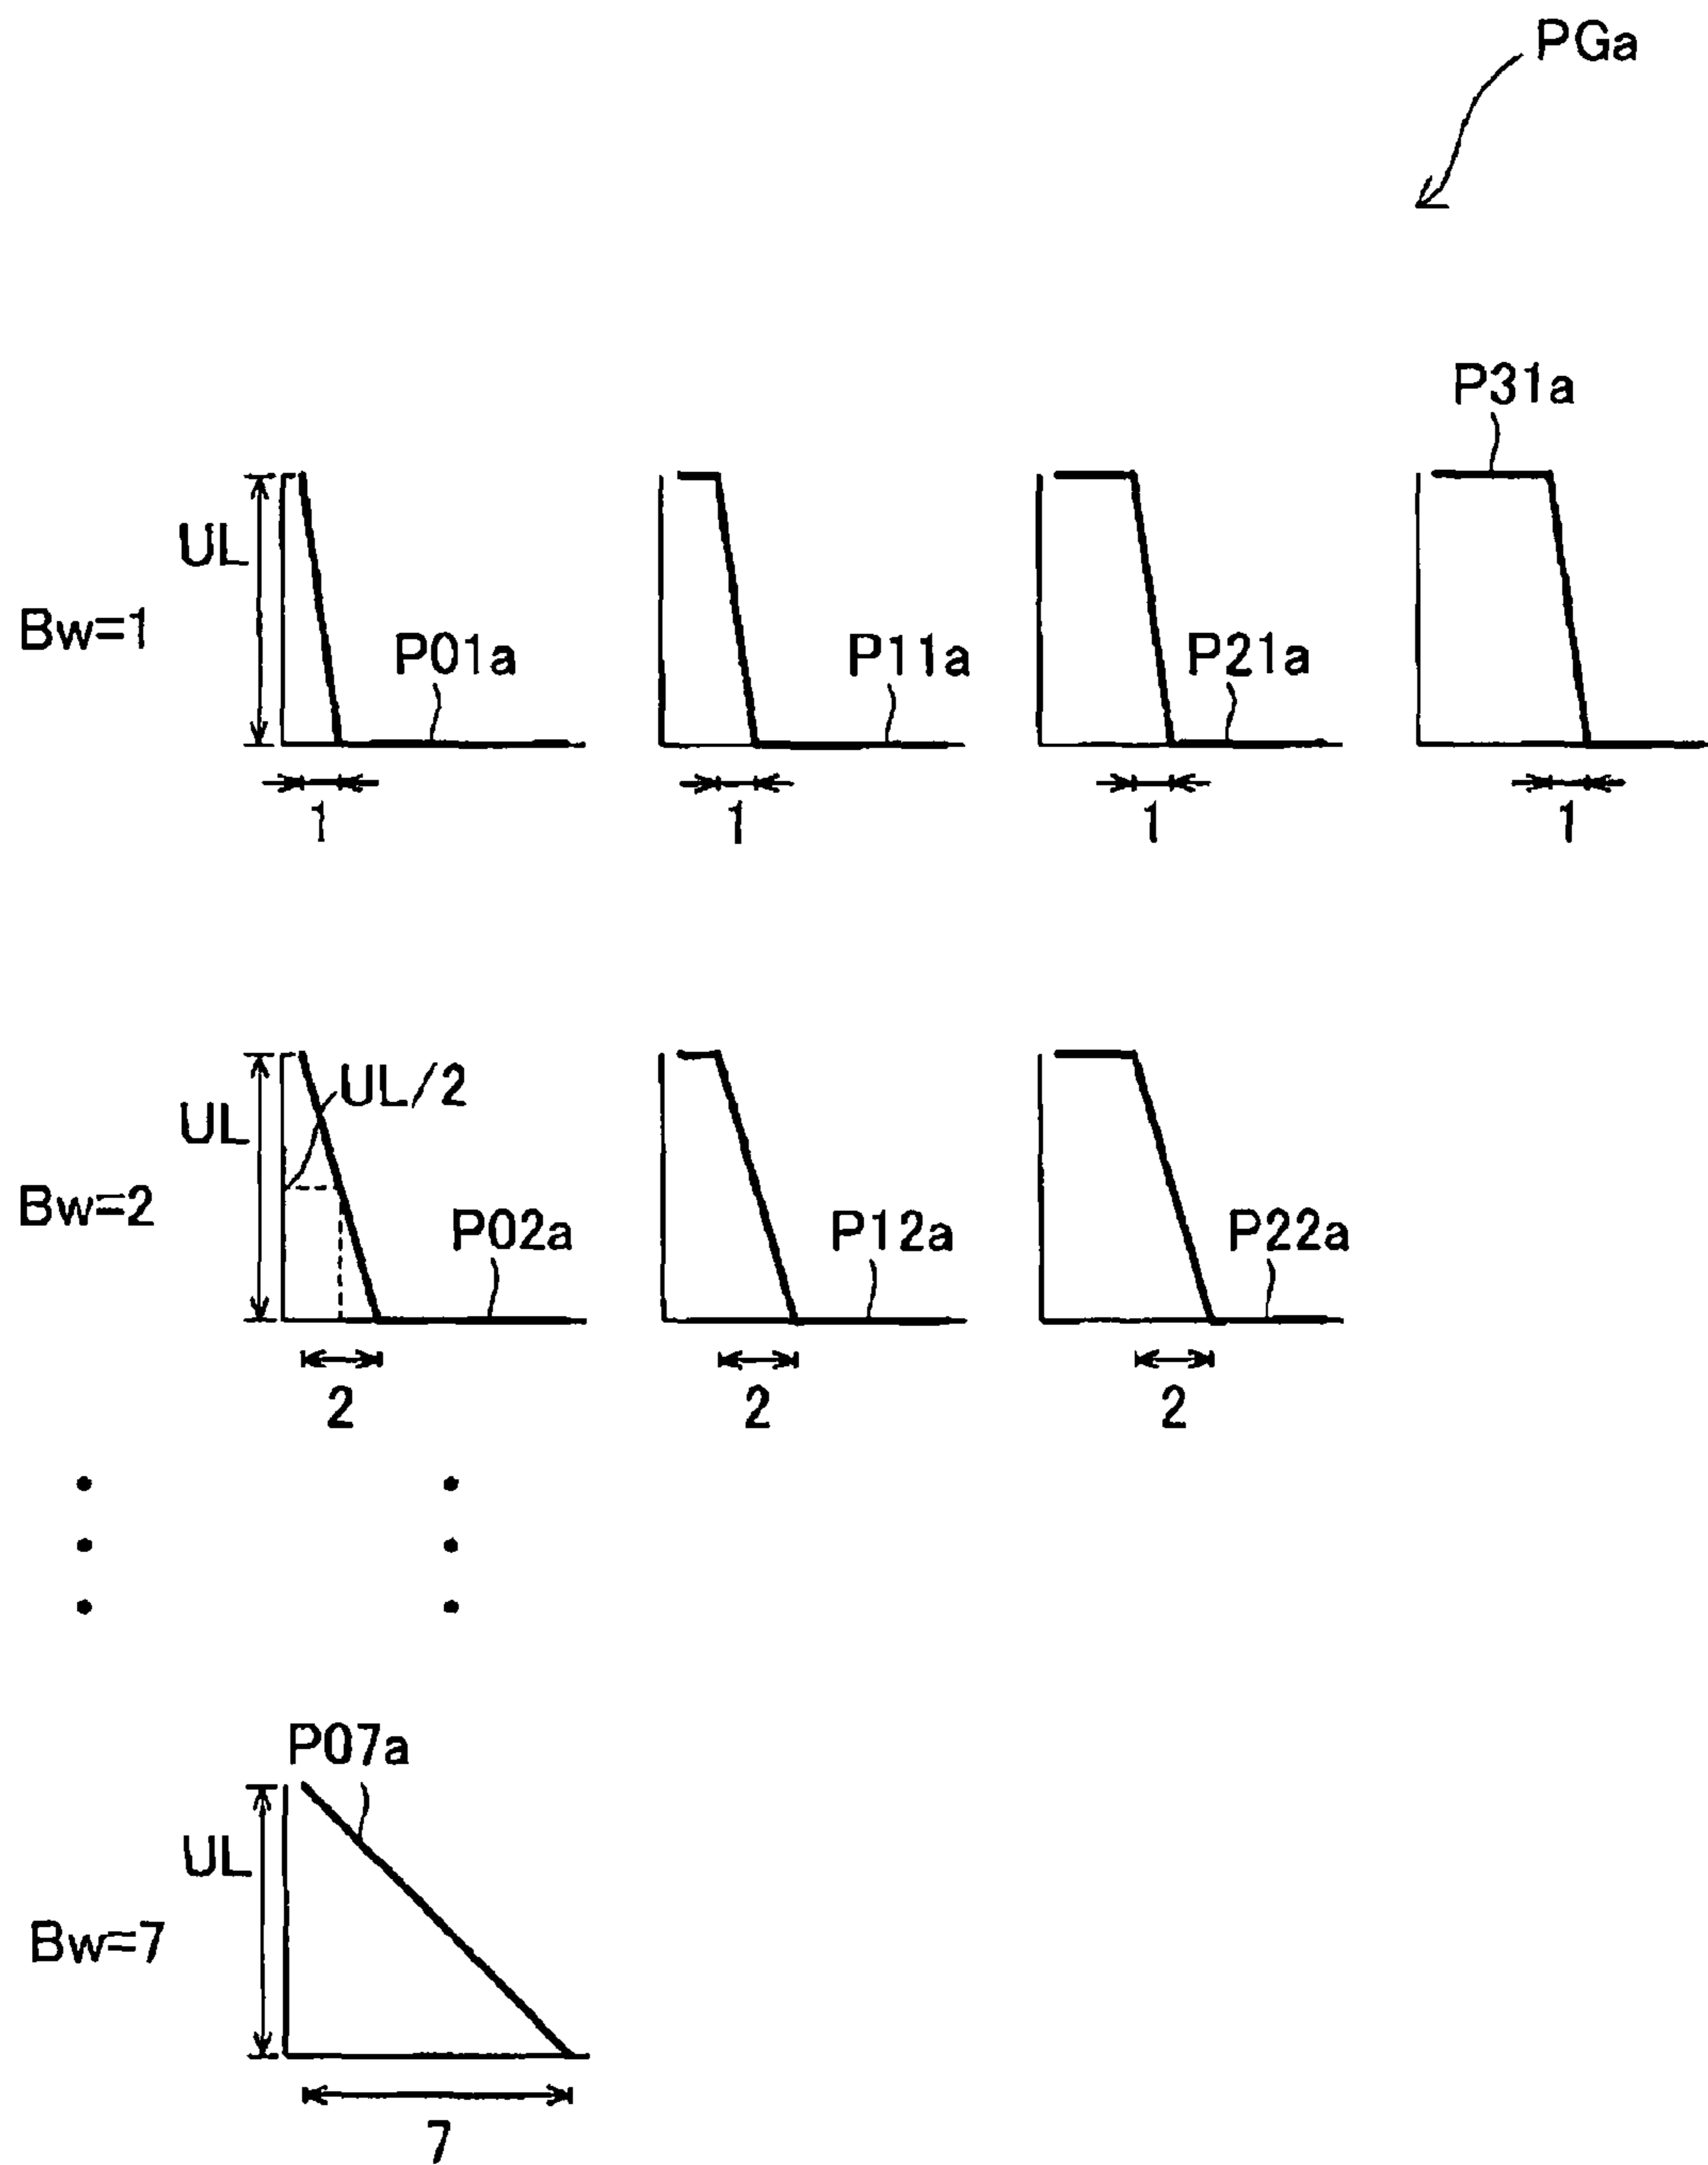 PGa
P31a
UL
Bw=1
P01a
P11a
P21a
1
1
1
1
UL
UL/2
Bw=2
P02a
P12a
P22a
2
2
2
P07a
UL
Bw=7
7